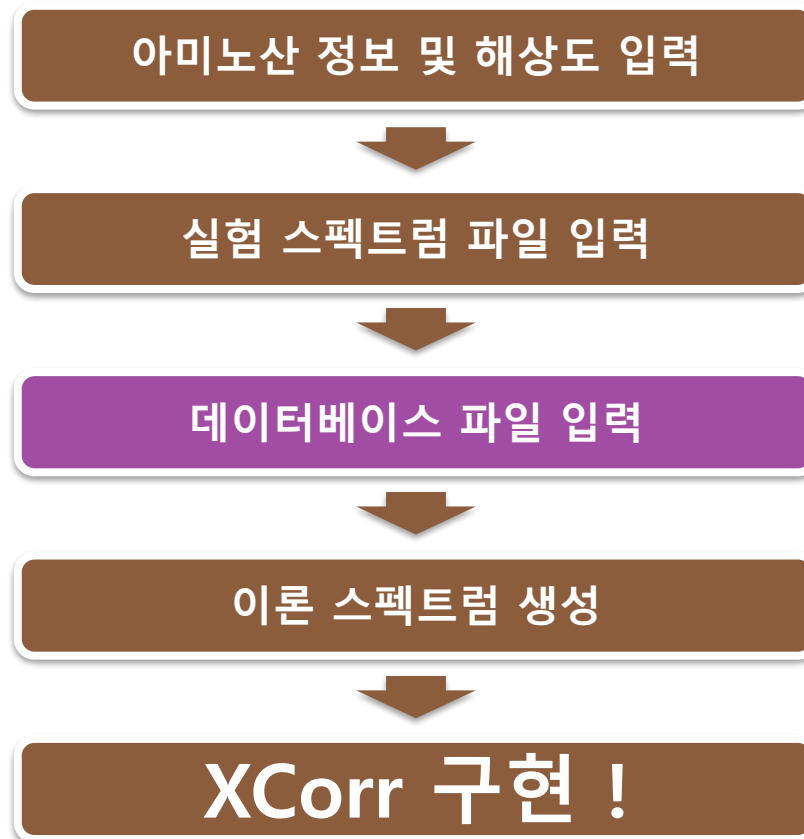 아미노산 정보 및 해상도 입력
실험 스펙트럼 파일 입력
데이터베이스 파일 입력
이론 스펙트럼 생성
XCorr 구현 !